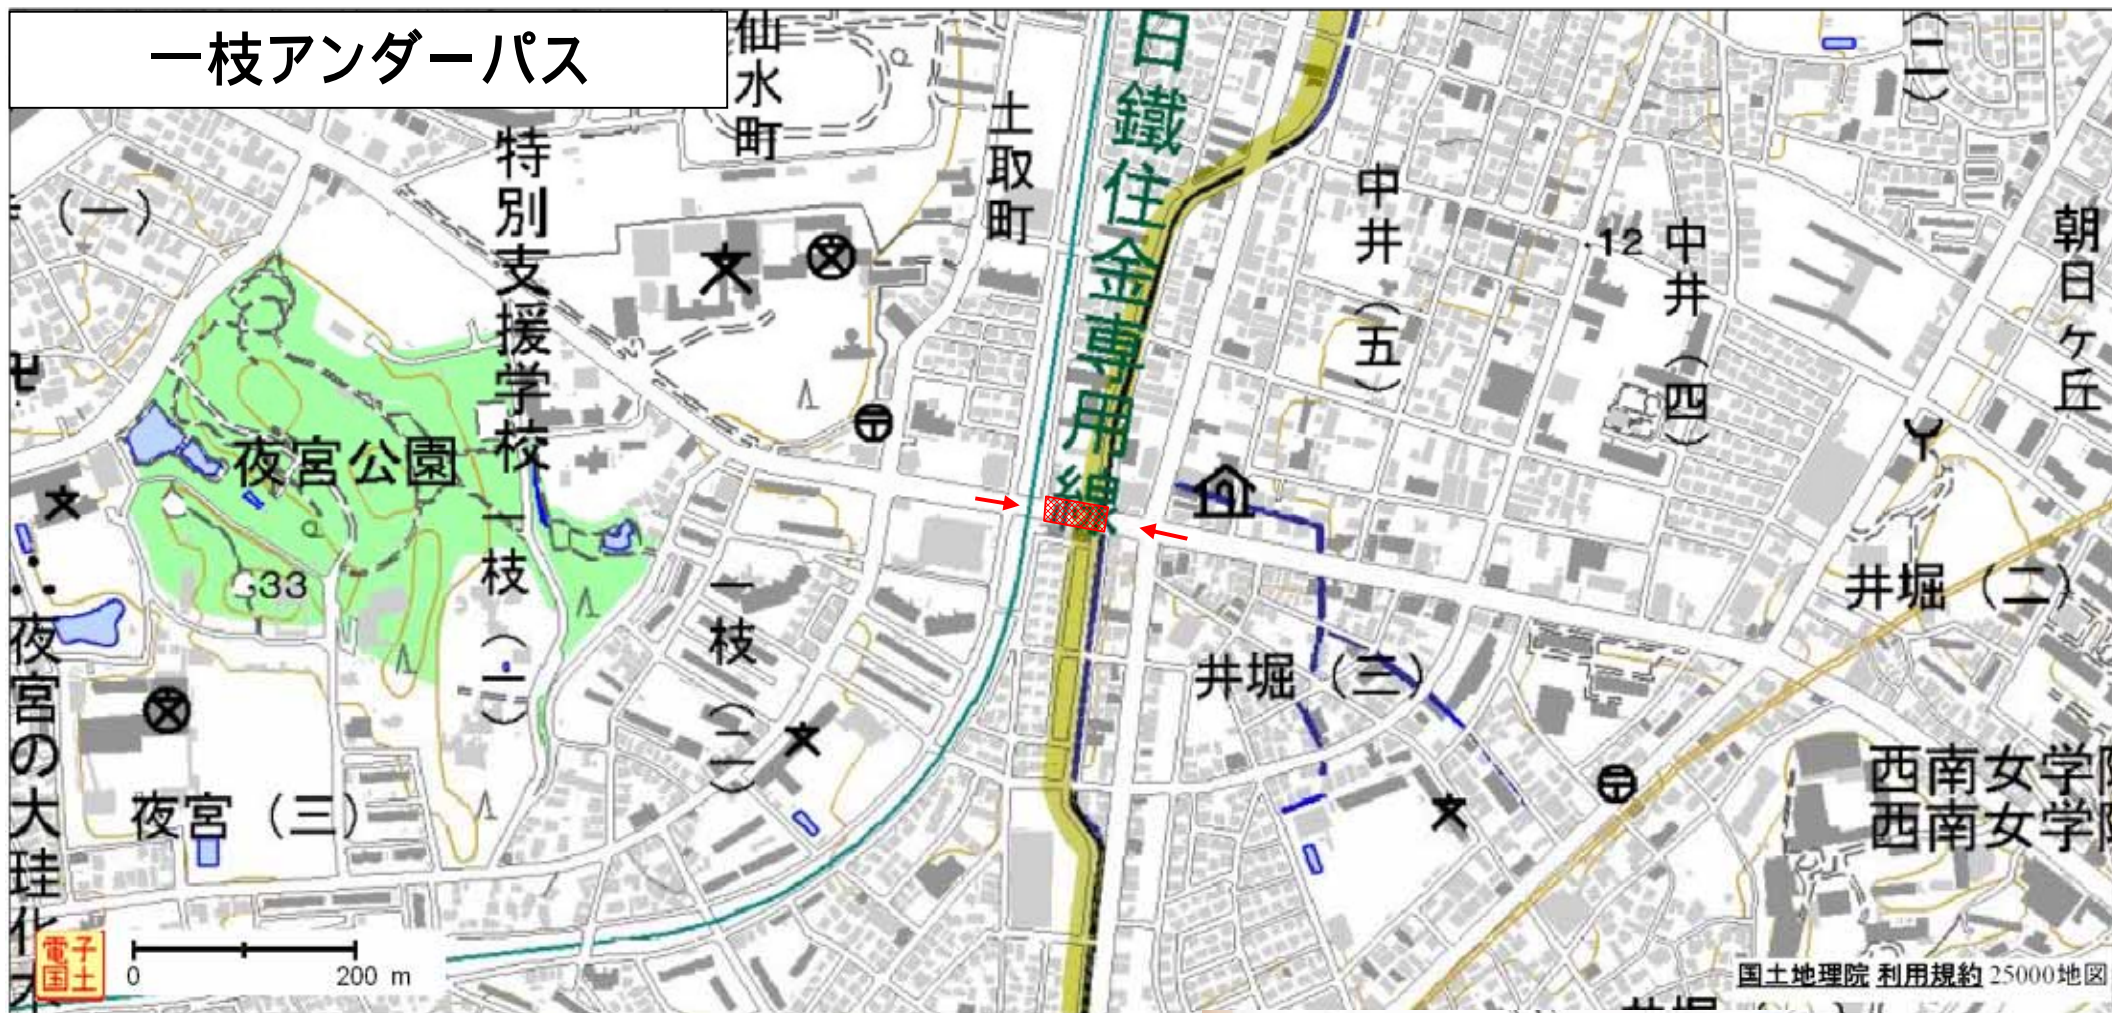 一枝アンダーパス
仙水町
特別支援学校
土取町
日鐵住金専用線
中井(五)
12
中井(四)
(二)
朝日ケ丘
(一)
夜宮公園
33
一枝(一)
一枝(二)
井堀(三)
井堀(二)
夜宮の大珪化木
夜宮(三)
西南女学院
西南女学院
電子
国土
0 200 m
国土地理院 利用規約 25000地図
井堀